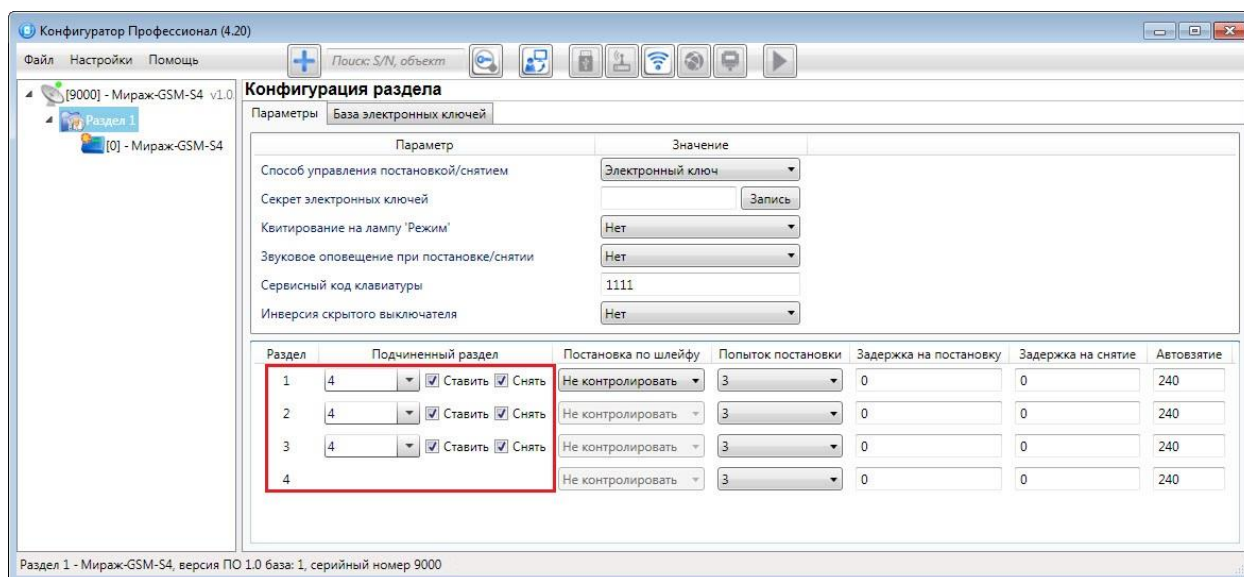 Конфигуратор Профессионал (4.20)
Файл Настройки Помощь Поиск: S/N, объект
[9000] - Мираж-GSM-S4 v1.0
Раздел 1
[0] - Мираж-GSM-S4
Конфигурация раздела
Параметры База электронных ключей
Параметр Значение
Способ управления постановкой/снятием Электронный ключ
Секрет электронных ключей Запись
Квитирование на лампу 'Режим' Нет
Звуковое оповещение при постановке/снятии Нет
Сервисный код клавиатуры 1111
Инверсия скрытого выключателя Нет
Раздел Подчиненный раздел Постановка по шлейфу Попыток постановки Задержка на постановку Задержка на снятие Автовзятие
1 4 Ставить Снять Не контролировать 3 0 0 240
2 4 Ставить Снять Не контролировать 3 0 0 240
3 4 Ставить Снять Не контролировать 3 0 0 240
4 Не контролировать 3 0 0 240
Раздел 1 - Мираж-GSM-S4, версия ПО 1.0 база: 1, серийный номер 9000